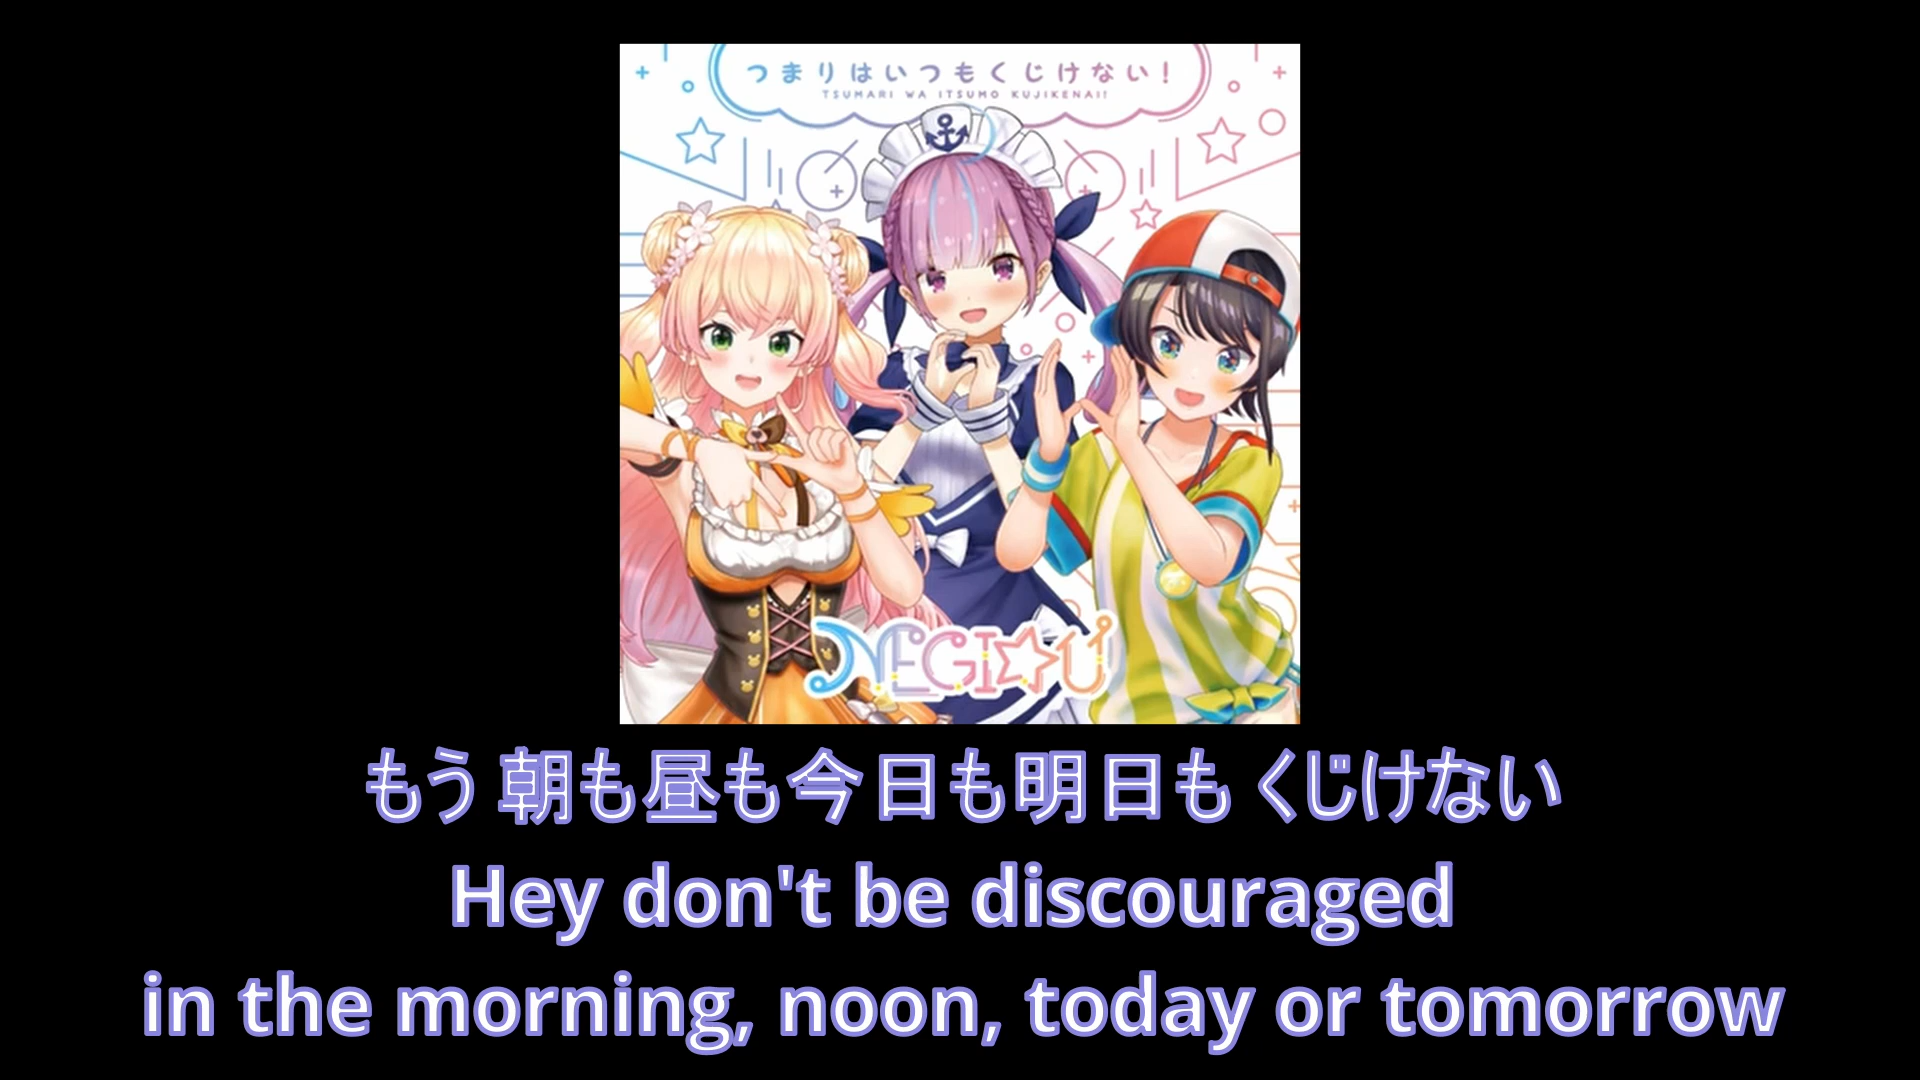 つまりはいつもくじけない！
TSUMARI WA ITSUMO KUJIKENAI!
NEGI☆U
もう 朝も昼も今日も明日も くじけない
Hey don't be discouraged
in the morning, noon, today or tomorrow